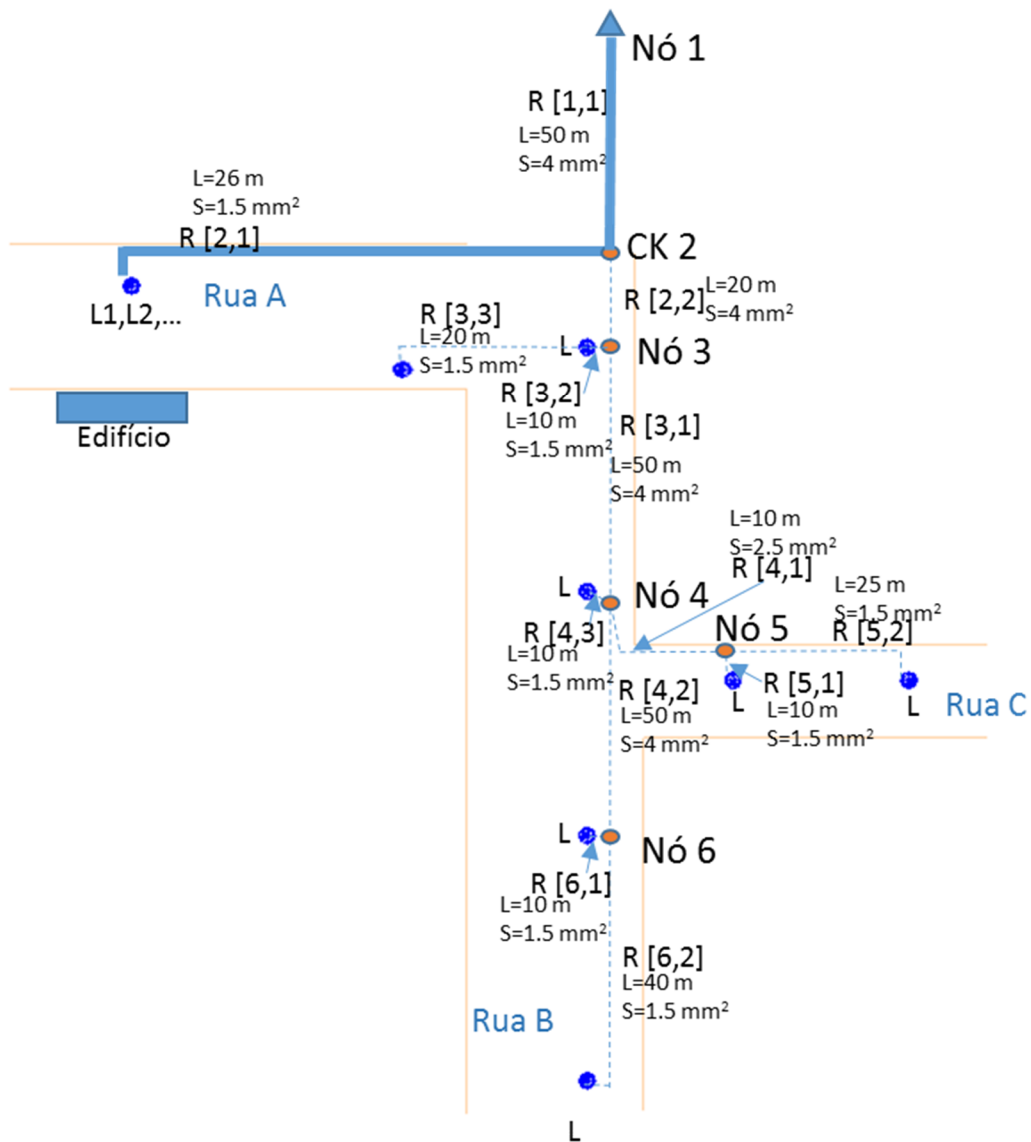 Nó 1
R [1,1]
L=50 m
S=4 mm²
L=26 m
S=1.5 mm²
R [2,1]
CK 2
L1,L2,...
Rua A
R [2,2]
L=20 m
S=4 mm²
R [3,3]
L=20 m
S=1.5 mm²
L
Nó 3
R [3,2]
L=10 m
S=1.5 mm²
Edifício
R [3,1]
L=50 m
S=4 mm²
L=10 m
S=2.5 mm²
R [4,1]
L
Nó 4
L=25 m
S=1.5 mm²
R [5,2]
R [4,3]
L=10 m
S=1.5 mm²
Nó 5
R [4,2]
L=50 m
S=4 mm²
L
R [5,1]
L=10 m
S=1.5 mm²
L
Rua C
L
Nó 6
R [6,1]
L=10 m
S=1.5 mm²
R [6,2]
L=40 m
S=1.5 mm²
Rua B
L